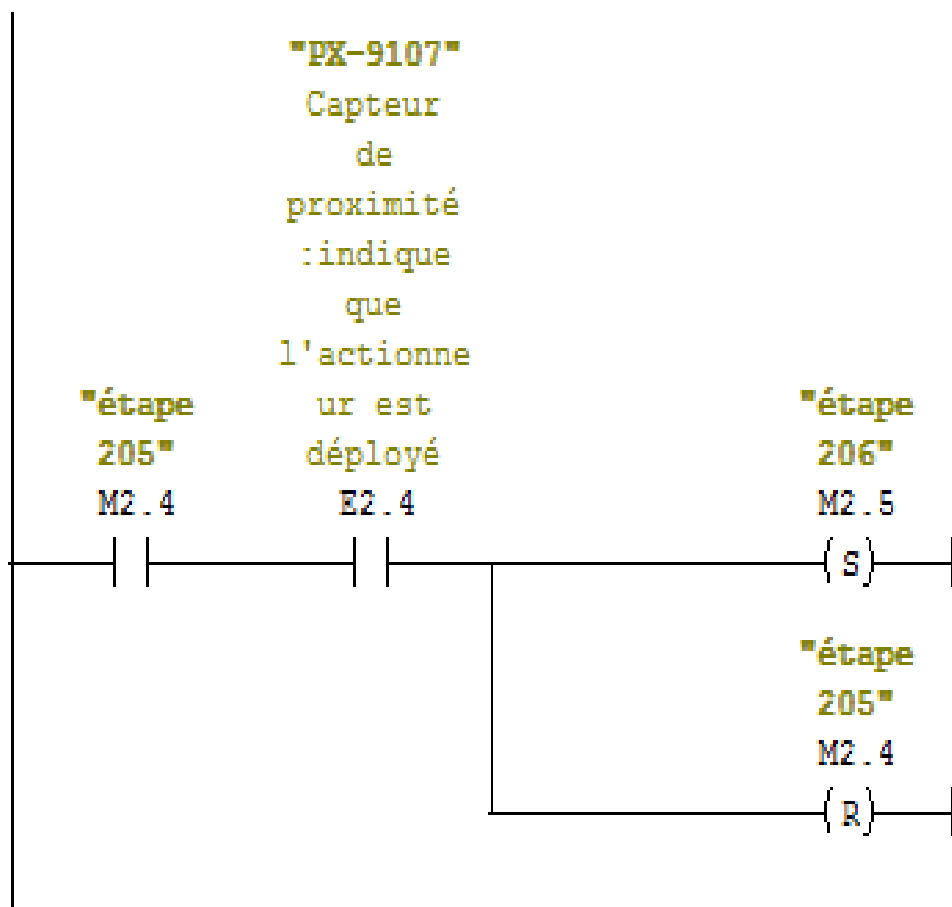 "PX-9107"
Capteur
de
proximité
:indique
que
l'actionne
ur est
déployé
E2.4
"étape
205"
M2.4
"étape
206"
M2.5
( S )
"étape
205"
M2.4
( R )